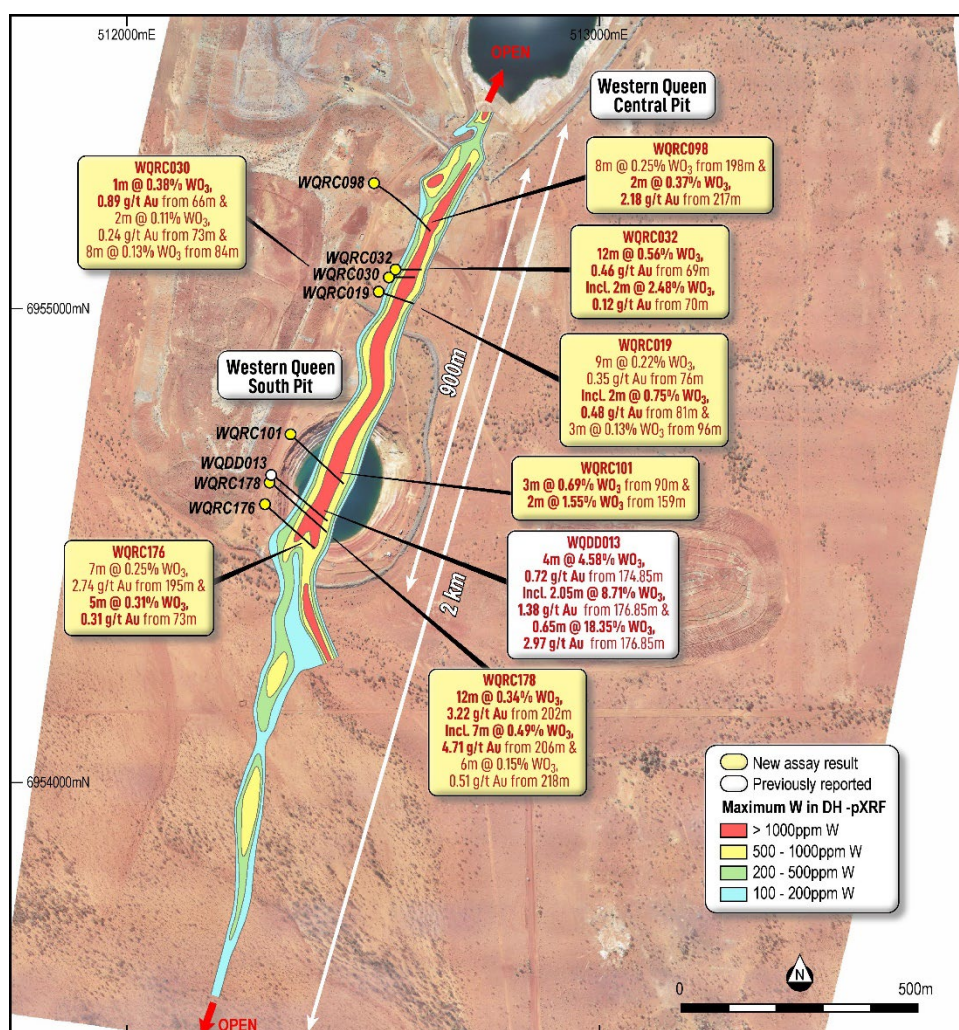 512000mE
513000mE
OPEN
Western Queen
Central Pit
WQRC098
8m @ 0.25% WO₃ from 198m &
2m @ 0.37% WO₃,
2.18 g/t Au from 217m
WQRC030
1m @ 0.38% WO₃,
0.89 g/t Au from 66m &
2m @ 0.11% WO₃,
0.24 g/t Au from 73m &
8m @ 0.13% WO₃ from 84m
WQRC098
WQRC032
WQRC030
WQRC019
WQRC032
12m @ 0.56% WO₃,
0.46 g/t Au from 69m
Incl. 2m @ 2.48% WO₃,
0.12 g/t Au from 70m
6955000mN
WQRC019
9m @ 0.22% WO₃,
0.35 g/t Au from 76m
Incl. 2m @ 0.75% WO₃,
0.48 g/t Au from 81m &
3m @ 0.13% WO₃ from 96m
900m
Western Queen
South Pit
WQRC101
WQDD013
WQRC178
WQRC176
WQRC101
3m @ 0.69% WO₃ from 90m &
2m @ 1.55% WO₃ from 159m
WQRC176
7m @ 0.25% WO₃,
2.74 g/t Au from 195m &
5m @ 0.31% WO₃,
0.31 g/t Au from 73m
2 km
WQDD013
4m @ 4.58% WO₃,
0.72 g/t Au from 174.85m
Incl. 2.05m @ 8.71% WO₃,
1.38 g/t Au from 176.85m &
0.65m @ 18.35% WO₃,
2.97 g/t Au from 176.85m
WQRC178
12m @ 0.34% WO₃,
3.22 g/t Au from 202m
Incl. 7m @ 0.49% WO₃,
4.71 g/t Au from 206m &
6m @ 0.15% WO₃,
0.51 g/t Au from 218m
6954000mN
New assay result
Previously reported
Maximum W in DH -pXRF
> 1000ppm W
500 - 1000ppm W
200 - 500ppm W
100 - 200ppm W
N
0
500m
OPEN